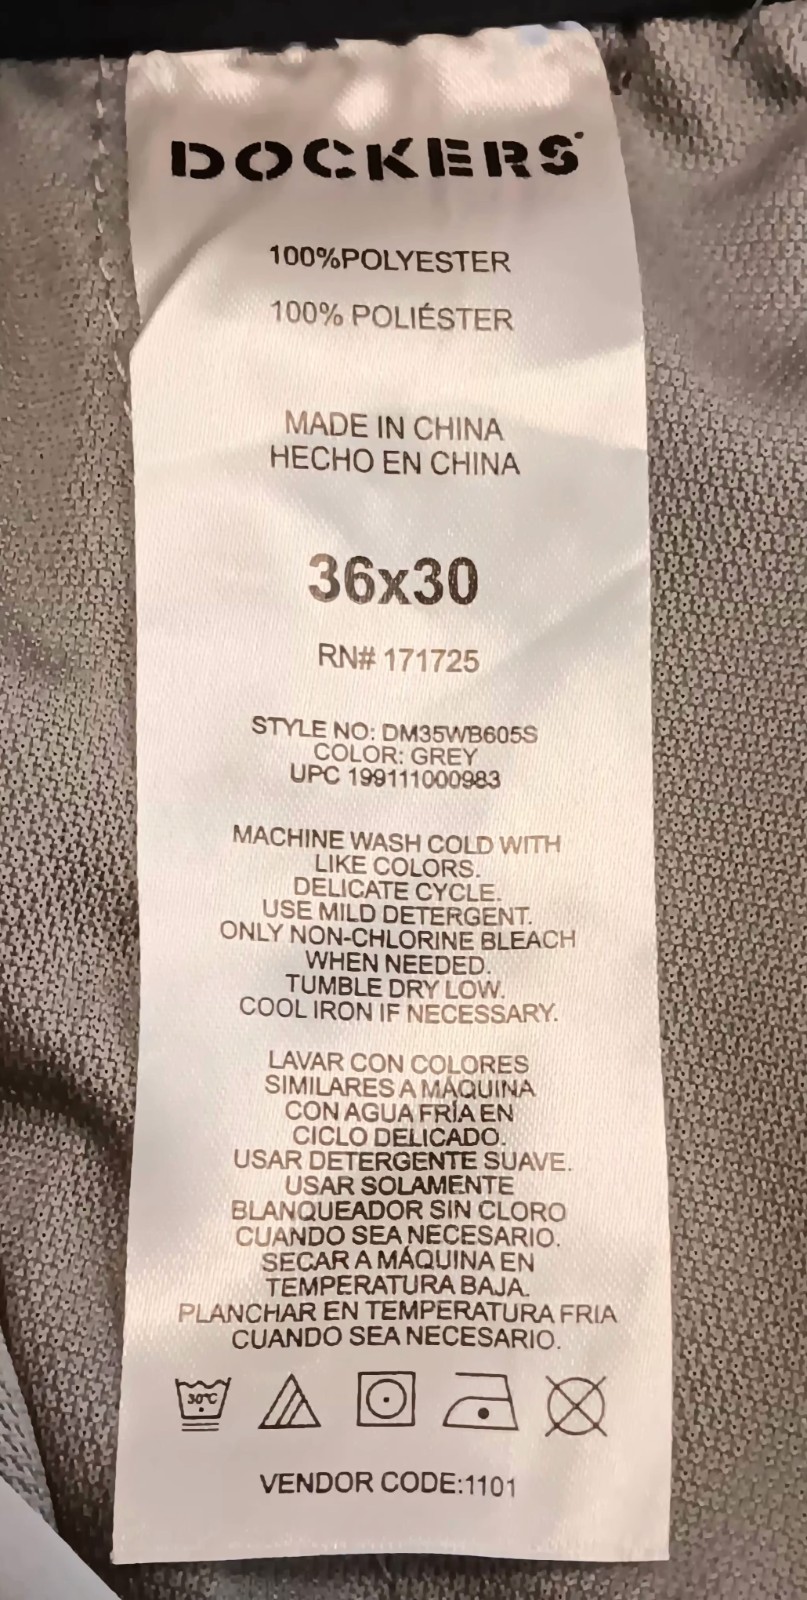 DOCKERS
100%POLYESTER
100% POLIÉSTER
MADE IN CHINA
HECHO EN CHINA
36x30
RN# 171725
STYLE NO: DM35WB605S
COLOR: GREY
UPC 199111000983
MACHINE WASH COLD WITH
LIKE COLORS.
DELICATE CYCLE.
USE MILD DETERGENT.
ONLY NON-CHLORINE BLEACH
WHEN NEEDED.
TUMBLE DRY LOW.
COOL IRON IF NECESSARY.
LAVAR CON COLORES
SIMILARES A MÁQUINA
CON AGUA FRÍA EN
CICLO DELICADO.
USAR DETERGENTE SUAVE.
USAR SOLAMENTE
BLANQUEADOR SIN CLORO
CUANDO SEA NECESARIO.
SECAR A MÁQUINA EN
TEMPERATURA BAJA.
PLANCHAR EN TEMPERATURA FRIA
CUANDO SEA NECESARIO.
30°C
VENDOR CODE:1101